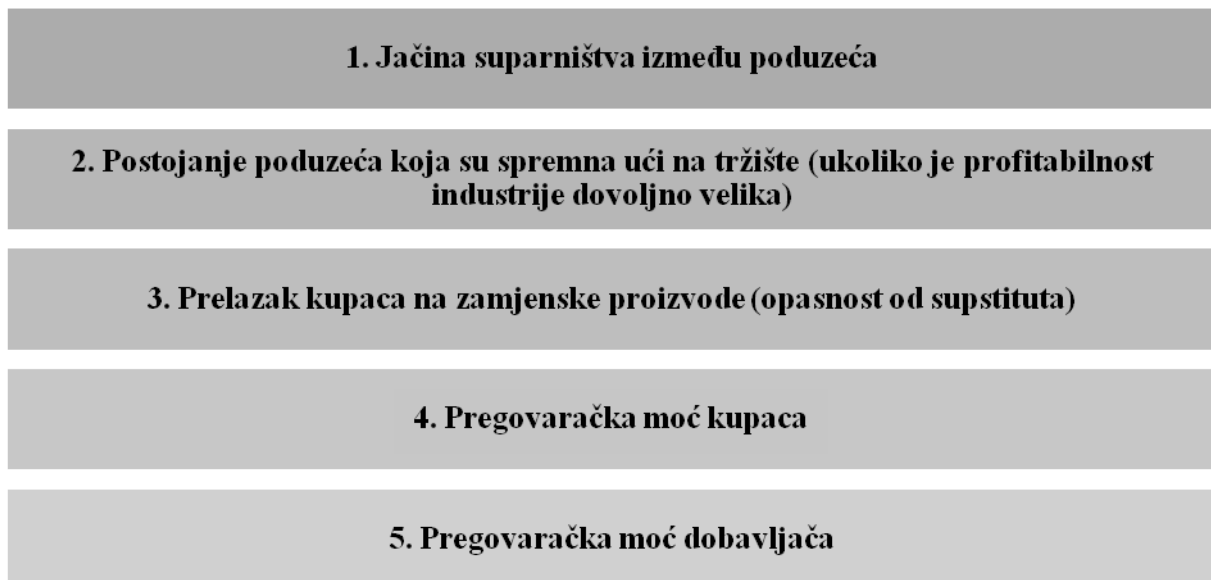 1. Jačina suparništva između poduzeća
2. Postojanje poduzeća koja su spremna ući na tržište (ukoliko je profitabilnost
industrije dovoljno velika)
3. Prelazak kupaca na zamjenske proizvode (opasnost od supstituta)
4. Pregovaračka moć kupaca
5. Pregovaračka moć dobavljača